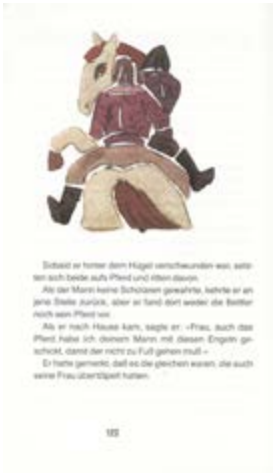 Sobald er hinter dem Hügel verschwunden war, setz-
ten sich beide aufs Pferd und ritten davon.
Als der Mann keine Scholaren gewahrte, kehrte er an
jene Stelle zurück, aber er fand dort weder die Bettler
noch sein Pferd vor.
Als er nach Hause kam, sagte er: «Frau, auch das
Pferd habe ich deinem Mann mit diesen Engeln ge-
schickt, damit der nicht zu Fuß gehen muß.»
Er hatte gemerkt, daß es die gleichen waren, die auch
seine Frau übertölpelt hatten.